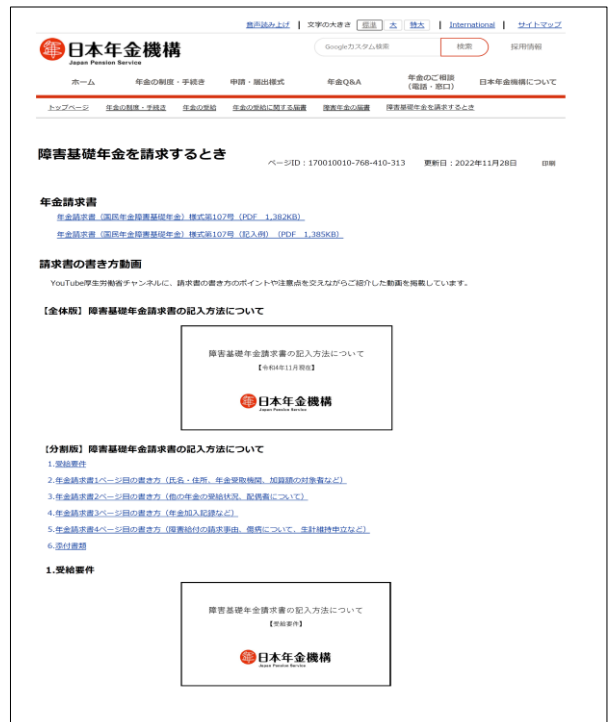 音声読み上げ | 文字の大きさ 標準 大 特大 | International | サイトマップ
日本年金機構
Japan Pension Service
Googleカスタム検索 検索 採用情報
ホーム 年金の制度・手続き 申請・届出様式 年金Q&A 年金のご相談（電話・窓口） 日本年金機構について
トップページ 年金の制度・手続き 年金の受給 年金の受給に関する届書 障害年金の届書 障害基礎年金を請求するとき
障害基礎年金を請求するとき
ページID：170010010-768-410-313 更新日：2022年11月28日 印刷
年金請求書
年金請求書（国民年金障害基礎年金）様式第107号（PDF 1,382KB）
年金請求書（国民年金障害基礎年金）様式第107号（記入例）（PDF 1,385KB）
請求書の書き方動画
YouTube厚生労働省チャンネルに、請求書の書き方のポイントや注意点を交えながらご紹介した動画を掲載しています。
【全体版】障害基礎年金請求書の記入方法について
障害基礎年金請求書の記入方法について
【令和4年11月現在】
日本年金機構
Japan Pension Service
【分割版】障害基礎年金請求書の記入方法について
1.受給要件
2.年金請求書1ページ目の書き方（氏名・住所、年金受取機関、加算額の対象者など）
3.年金請求書2ページ目の書き方（他の年金の受給状況、配偶者について）
4.年金請求書3ページ目の書き方（年金加入記録など）
5.年金請求書4ページ目の書き方（障害給付の請求事由、傷病について、生計維持申立など）
6.添付書類
1.受給要件
障害基礎年金請求書の記入方法について
【受給要件】
日本年金機構
Japan Pension Service